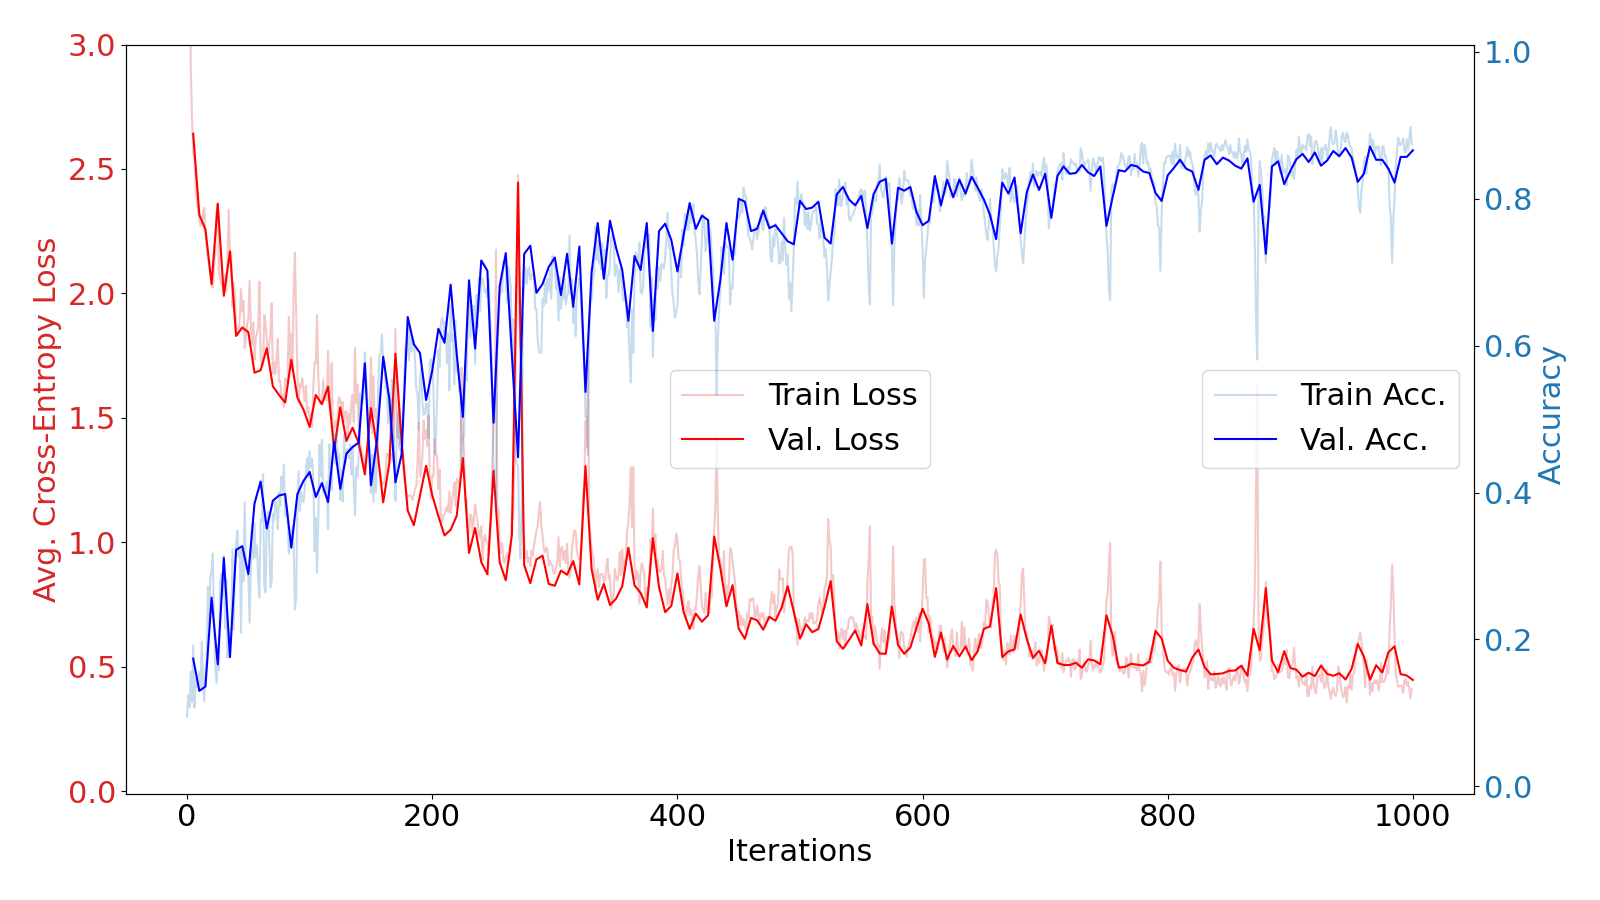 Avg. Cross-Entropy Loss
3.0
2.5
2.0
1.5
1.0
0.5
0.0
Train Loss
Val. Loss
Train Acc.
Val. Acc.
1.0
0.8
0.6
0.4
0.2
0.0
Accuracy
0 200 400 600 800 1000
Iterations